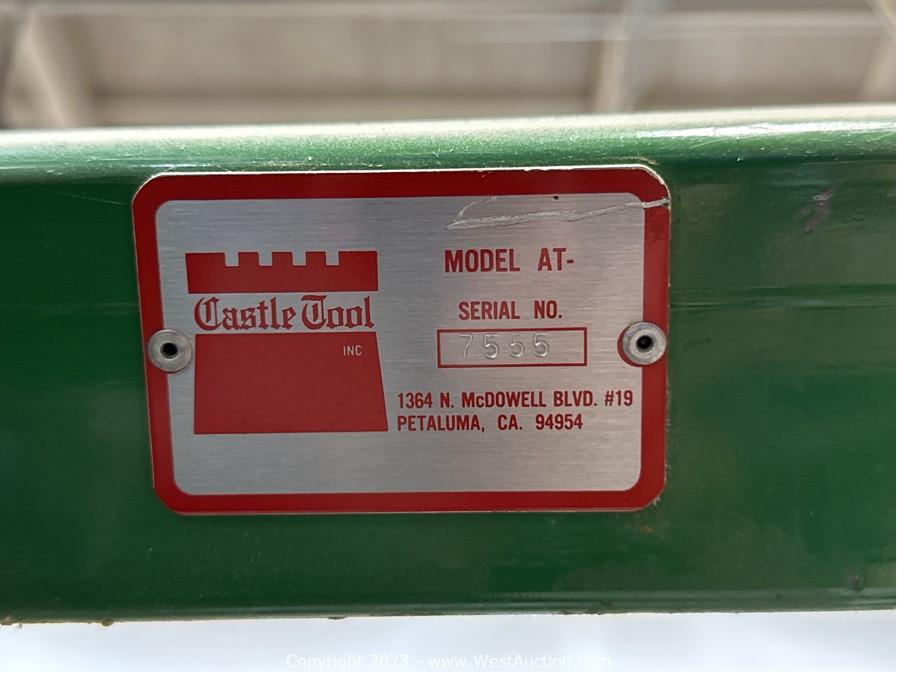 Castle Tool
INC
MODEL AT-
SERIAL NO.
7555
1364 N. McDOWELL BLVD. #19
PETALUMA, CA. 94954
Copyright 2023 - www.WestAuction.com